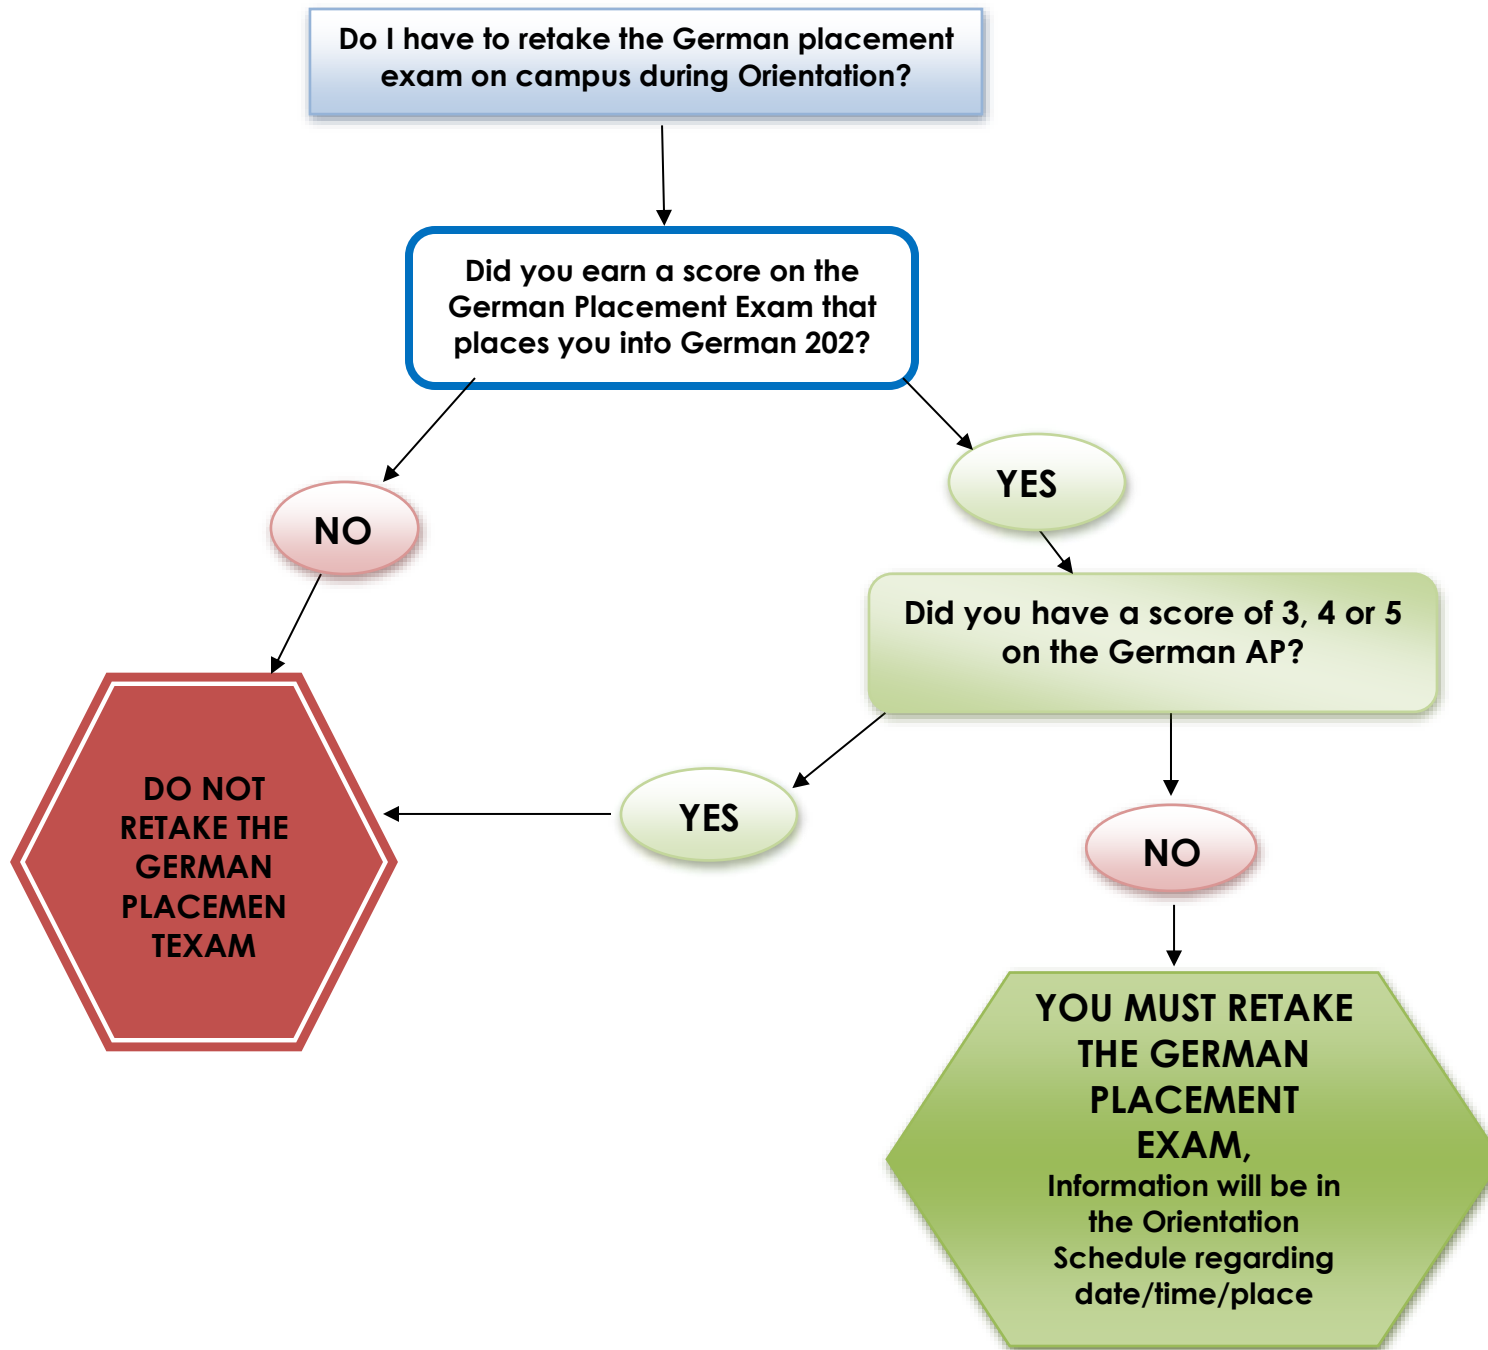 Do I have to retake the German placement
exam on campus during Orientation?
Did you earn a score on the
German Placement Exam that
places you into German 202?
NO
YES
Did you have a score of 3, 4 or 5
on the German AP?
YES
NO
DO NOT
RETAKE THE
GERMAN
PLACEMEN
TEXAM
YOU MUST RETAKE
THE GERMAN
PLACEMENT
EXAM,
Information will be in
the Orientation
Schedule regarding
date/time/place